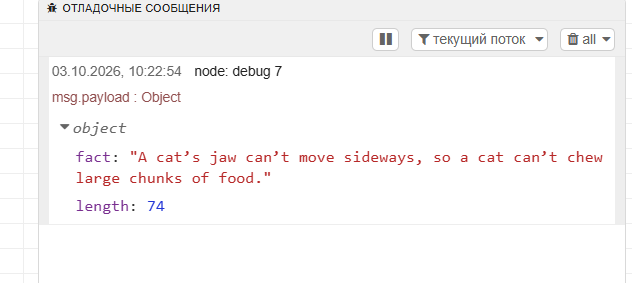 ОТЛАДОЧНЫЕ СООБЩЕНИЯ
текущий поток all
03.10.2026, 10:22:54 node: debug 7
msg.payload : Object
object
fact: "A cat’s jaw can’t move sideways, so a cat can’t chew
large chunks of food."
length: 74